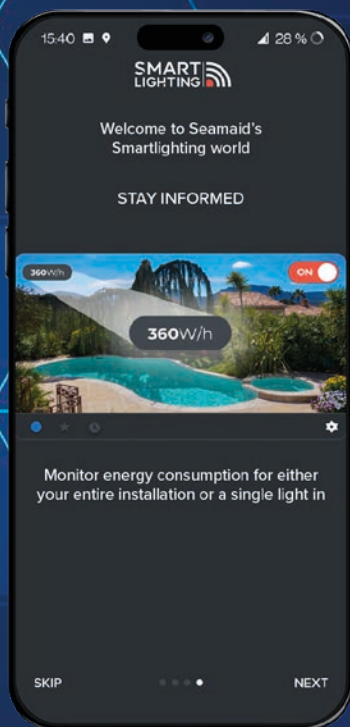 15:40
28 %
SMART
LIGHTING
Welcome to Seamaid's
Smartlighting world
STAY INFORMED
360W/h
ON
360W/h
Monitor energy consumption for either
your entire installation or a single light in
SKIP
NEXT